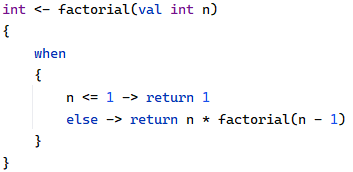 int <- factorial(val int n)
{
    when
    {
        n <= 1 -> return 1
        else -> return n * factorial(n - 1)
    }
}